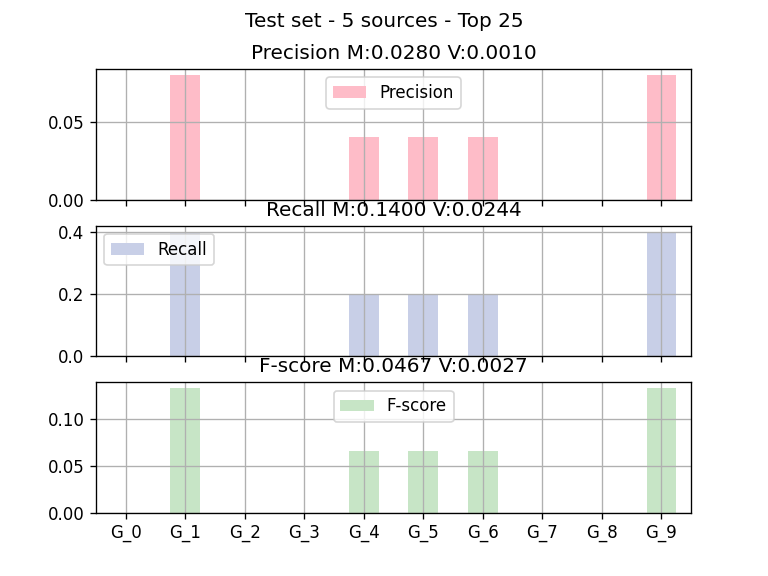 Test set - 5 sources - Top 25
Precision M:0.0280 V:0.0010
Precision
0.05
0.00
Recall M:0.1400 V:0.0244
0.4
Recall
0.2
0.0
F-score M:0.0467 V:0.0027
F-score
0.10
0.05
0.00
G_0 G_1 G_2 G_3 G_4 G_5 G_6 G_7 G_8 G_9